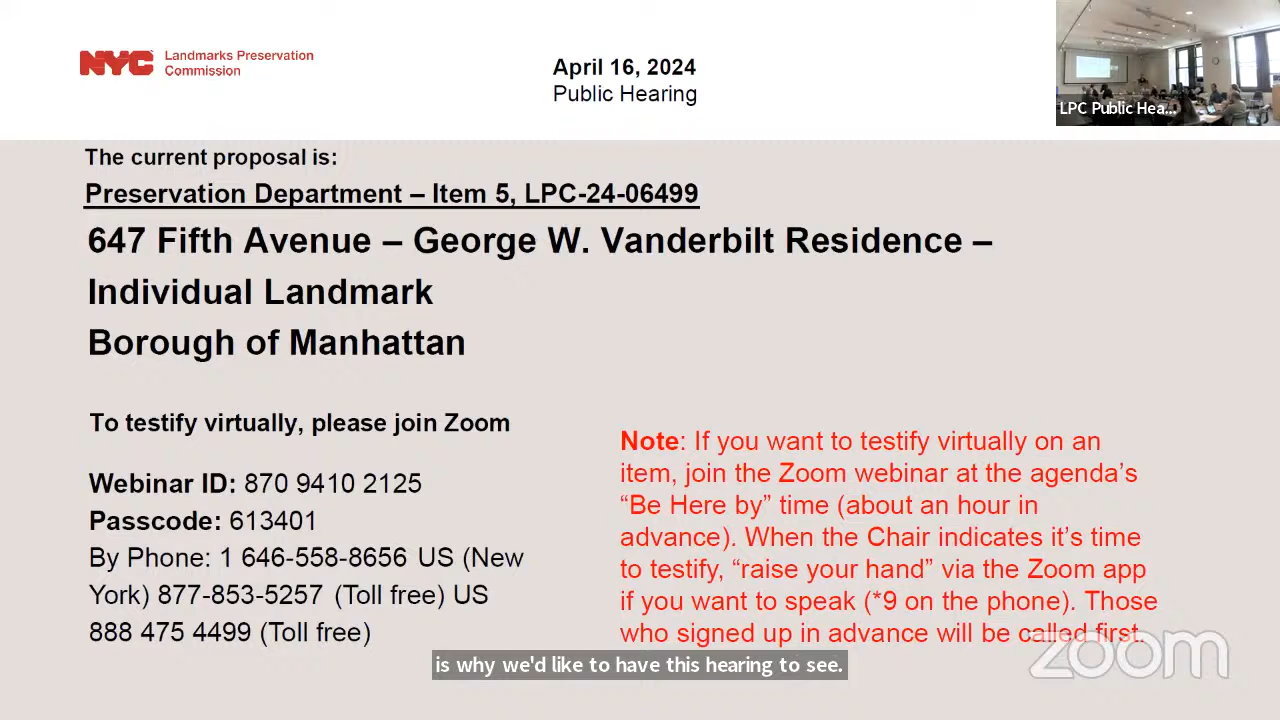 NYC Landmarks Preservation
Commission
April 16, 2024
Public Hearing
LPC Public Hea...
The current proposal is:
Preservation Department – Item 5, LPC-24-06499
647 Fifth Avenue – George W. Vanderbilt Residence –
Individual Landmark
Borough of Manhattan
To testify virtually, please join Zoom
Webinar ID: 870 9410 2125
Passcode: 613401
By Phone: 1 646-558-8656 US (New
York) 877-853-5257 (Toll free) US
888 475 4499 (Toll free)
Note: If you want to testify virtually on an
item, join the Zoom webinar at the agenda’s
“Be Here by” time (about an hour in
advance). When the Chair indicates it’s time
to testify, “raise your hand” via the Zoom app
if you want to speak (*9 on the phone). Those
who signed up in advance will be called first.
zoom
is why we'd like to have this hearing to see.